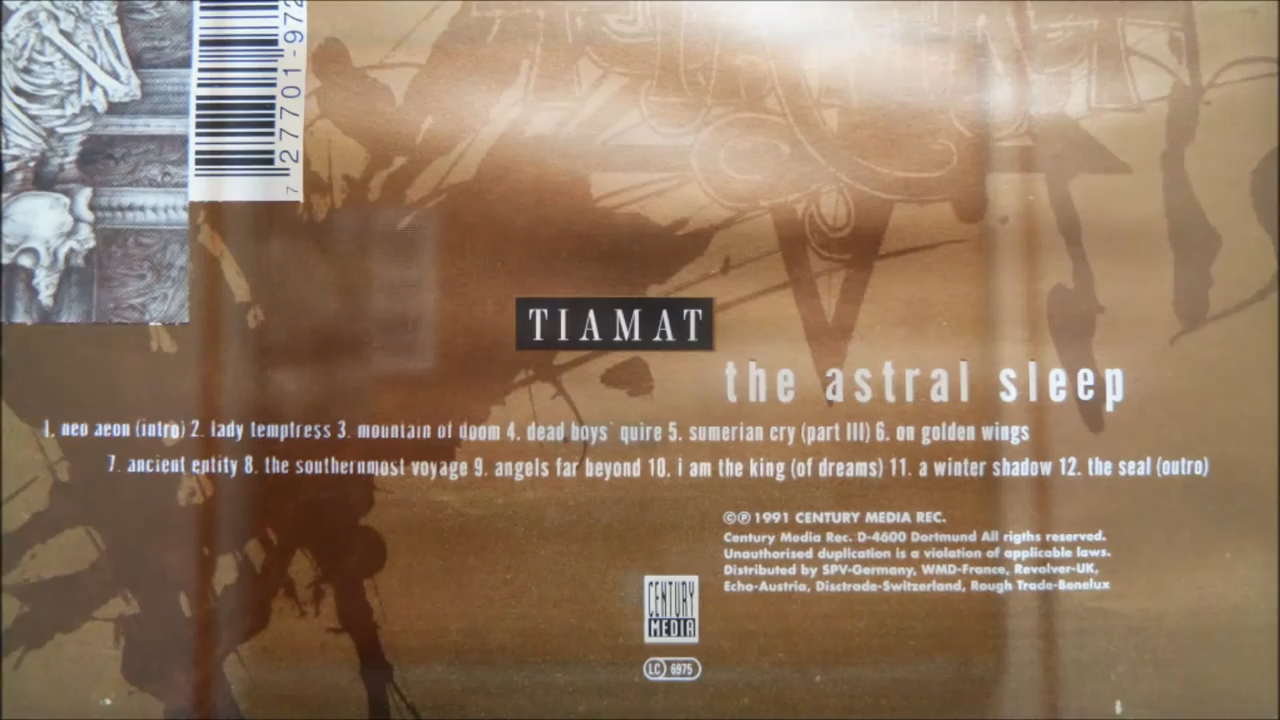 7 27701-972
TIAMAT
the astral sleep
1. neo aeon (intro) 2. lady temptress 3. mountain of doom 4. dead boys' quire 5. sumerian cry (part III) 6. on golden wings
7. ancient entity 8. the southernmost voyage 9. angels far beyond 10. i am the king (of dreams) 11. a winter shadow 12. the seal (outro)
©℗ 1991 CENTURY MEDIA REC.
Century Media Rec. D-4600 Dortmund All rigths reserved.
Unauthorised duplication is a violation of applicable laws.
Distributed by SPV-Germany, WMD-France, Revolver-UK,
Echo-Austria, Disctrade-Switzerland, Rough Trade-Benelux
CENTURY
MEDIA
LC 6975